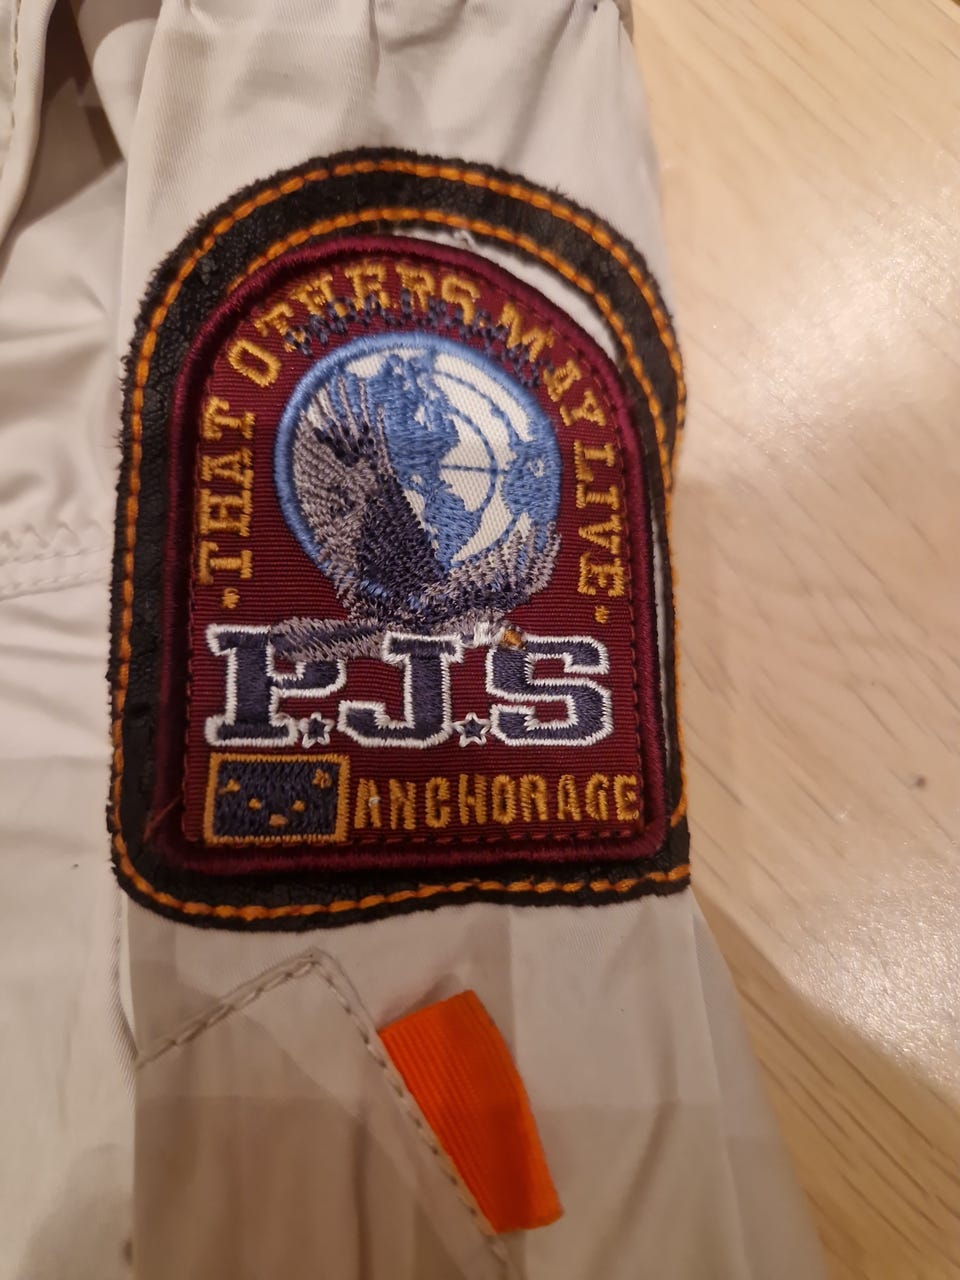 THAT OTHERS MAY LIVE
P.J.S
ANCHORAGE